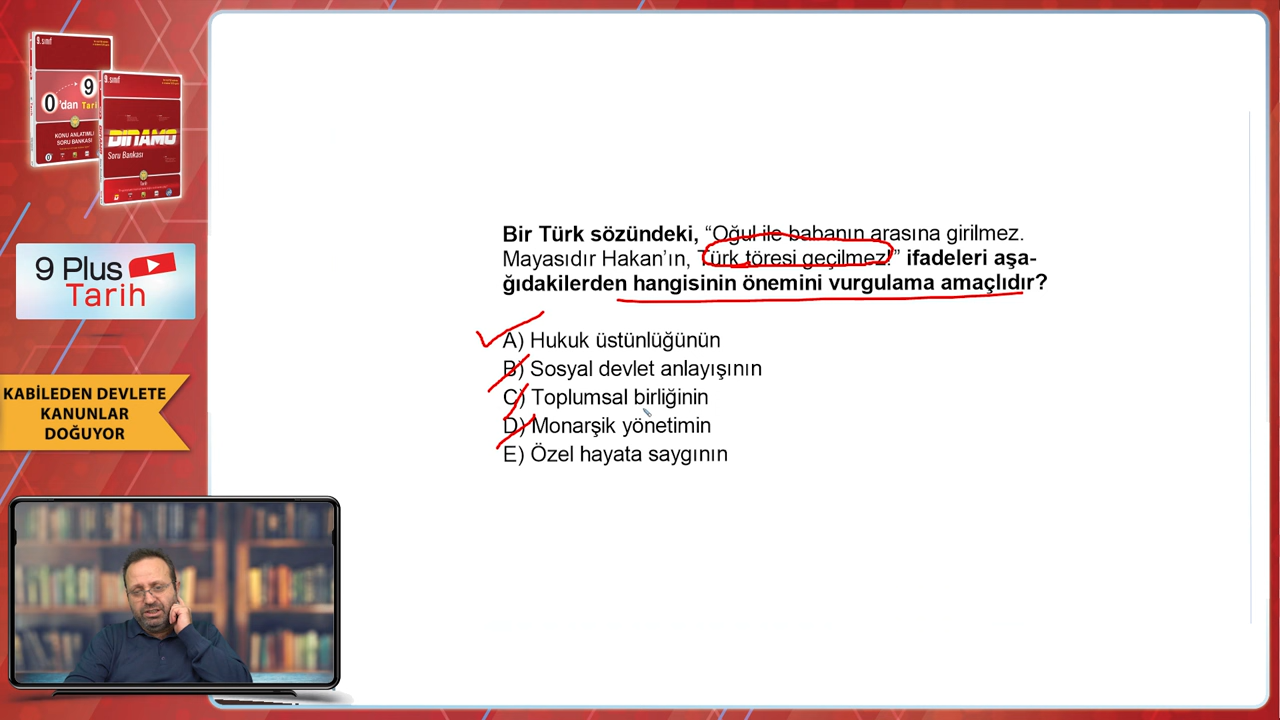 9. sınıf
0'dan 9
Tarih
KONU ANLATIMLI
SORU BANKASI
9. sınıf
DINAMO
Soru Bankası
Tarih
9 Plus
Tarih
KABİLEDEN DEVLETE
KANUNLAR
DOĞUYOR
Bir Türk sözündeki, “Oğul ile babanın arasına girilmez.
Mayasıdır Hakan’ın, Türk töresi geçilmez!” ifadeleri aşa-
ğıdakilerden hangisinin önemini vurgulama amaçlıdır?
A) Hukuk üstünlüğünün
B) Sosyal devlet anlayışının
C) Toplumsal birliğinin
D) Monarşik yönetimin
E) Özel hayata saygının